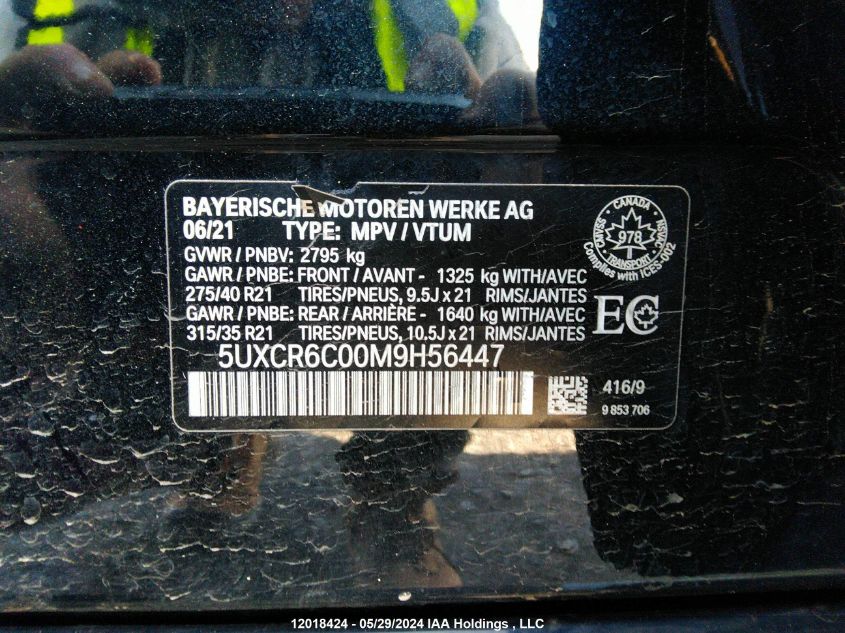 BAYERISCHE MOTOREN WERKE AG
06/21 TYPE: MPV / VTUM
GVWR / PNBV: 2795 kg
GAWR / PNBE: FRONT / AVANT - 1325 kg WITH/AVEC
275/40 R21 TIRES/PNEUS, 9.5J x 21 RIMS/JANTES
GAWR / PNBE: REAR / ARRIÈRE - 1640 kg WITH/AVEC
315/35 R21 TIRES/PNEUS, 10.5J x 21 RIMS/JANTES
5UXCR6C00M9H56447
CANADA
CMVSS
978
NSVAC
TRANSPORT
Complies with ICES-002
EC
416/9
9 853 706
12018424 - 05/29/2024 IAA Holdings , LLC